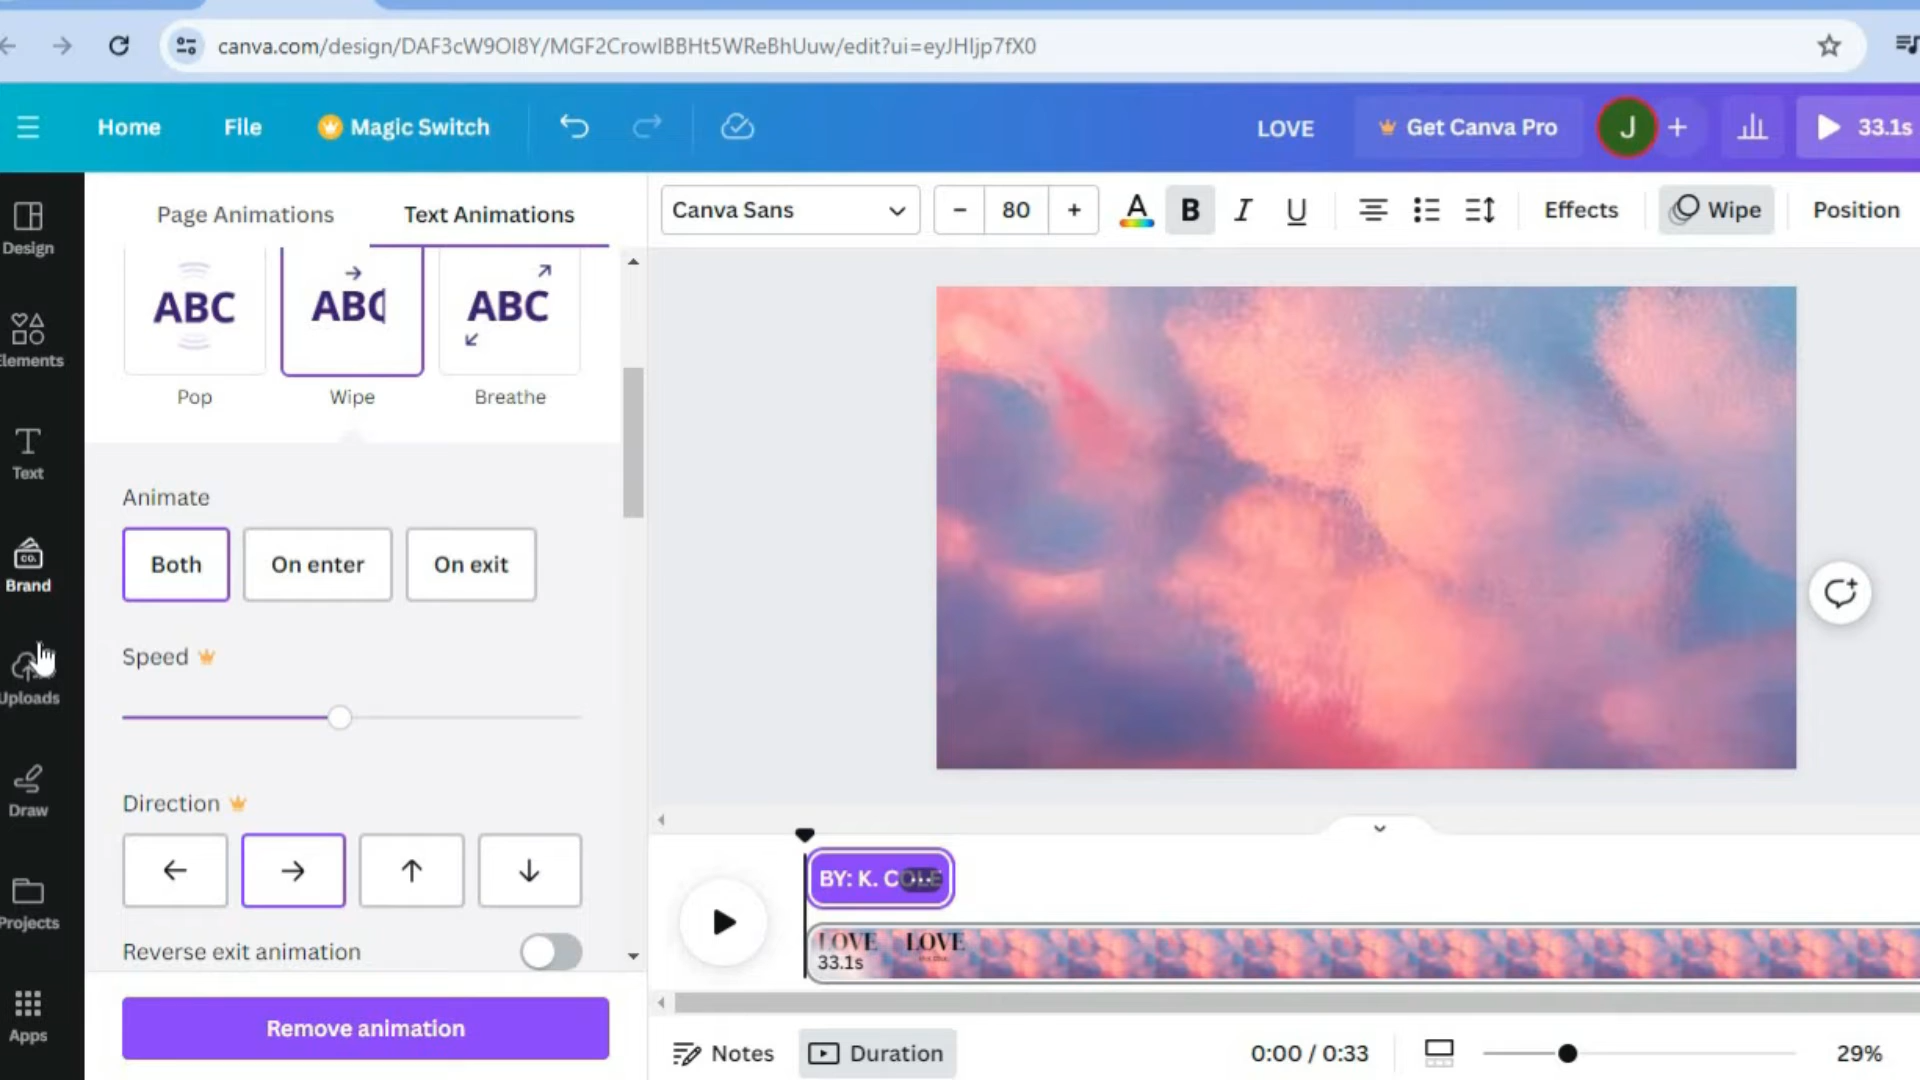 canva.com/design/DAF3cW9OI8Y/MGF2CrowIBBHt5WReBhUuw/edit?ui=eyJHIjp7fX0
Home
File
Magic Switch
LOVE
Get Canva Pro
J
33.1s
Design
Elements
Text
Brand
Uploads
Draw
Projects
Apps
Page Animations
Text Animations
ABC
ABC
ABC
Pop
Wipe
Breathe
Animate
Both
On enter
On exit
Speed
Direction
Reverse exit animation
Remove animation
Canva Sans
80
A
B
I
U
Effects
Wipe
Position
BY: K. COLE
LOVE
LOVE
33.1s
Notes
Duration
0:00 / 0:33
29%